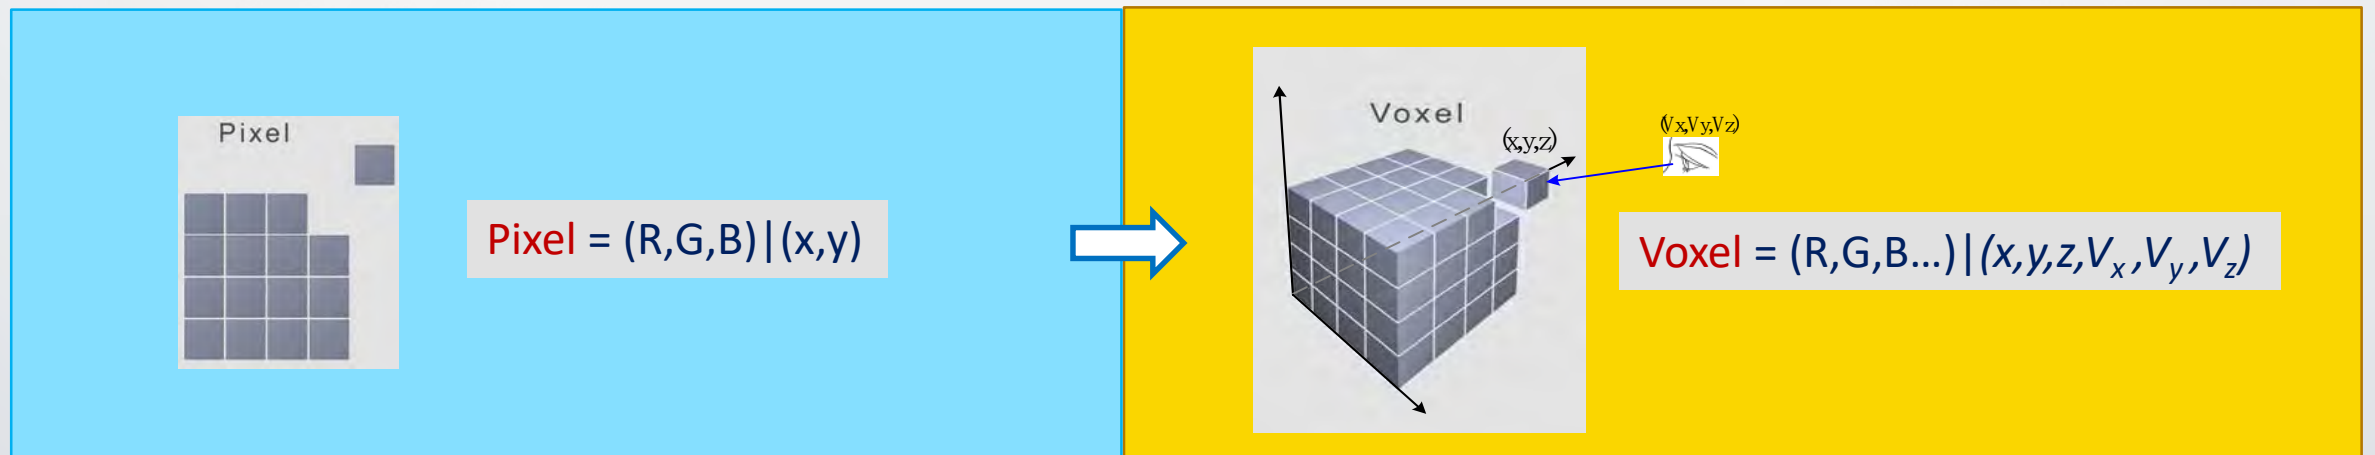 Pixel
Pixel = (R,G,B)|(x,y)
Voxel
(x,y,z)
(Vx,Vy,Vz)
Voxel = (R,G,B...)|(x,y,z,Vx,Vy,Vz)